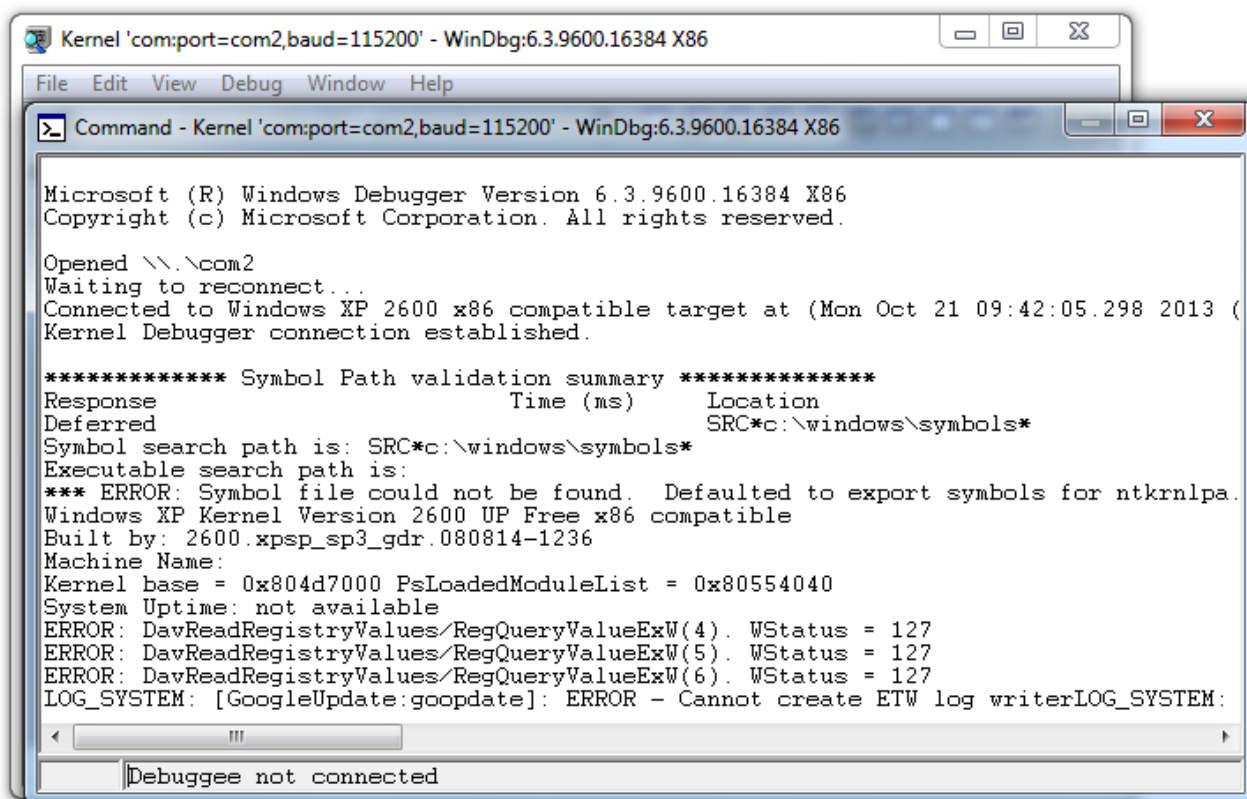 Kernel 'com:port=com2,baud=115200' - WinDbg:6.3.9600.16384 X86
File Edit View Debug Window Help
Command - Kernel 'com:port=com2,baud=115200' - WinDbg:6.3.9600.16384 X86
Microsoft (R) Windows Debugger Version 6.3.9600.16384 X86
Copyright (c) Microsoft Corporation. All rights reserved.
Opened \\.\com2
Waiting to reconnect...
Connected to Windows XP 2600 x86 compatible target at (Mon Oct 21 09:42:05.298 2013 (
Kernel Debugger connection established.
************* Symbol Path validation summary **************
Response Time (ms) Location
Deferred SRC*c:\windows\symbols*
Symbol search path is: SRC*c:\windows\symbols*
Executable search path is:
*** ERROR: Symbol file could not be found.  Defaulted to export symbols for ntkrnlpa.
Windows XP Kernel Version 2600 UP Free x86 compatible
Built by: 2600.xpsp_sp3_gdr.080814-1236
Machine Name:
Kernel base = 0x804d7000 PsLoadedModuleList = 0x80554040
System Uptime: not available
ERROR: DavReadRegistryValues/RegQueryValueExW(4). WStatus = 127
ERROR: DavReadRegistryValues/RegQueryValueExW(5). WStatus = 127
ERROR: DavReadRegistryValues/RegQueryValueExW(6). WStatus = 127
LOG_SYSTEM: [GoogleUpdate:goopdate]: ERROR - Cannot create ETW log writerLOG_SYSTEM:
Debuggee not connected